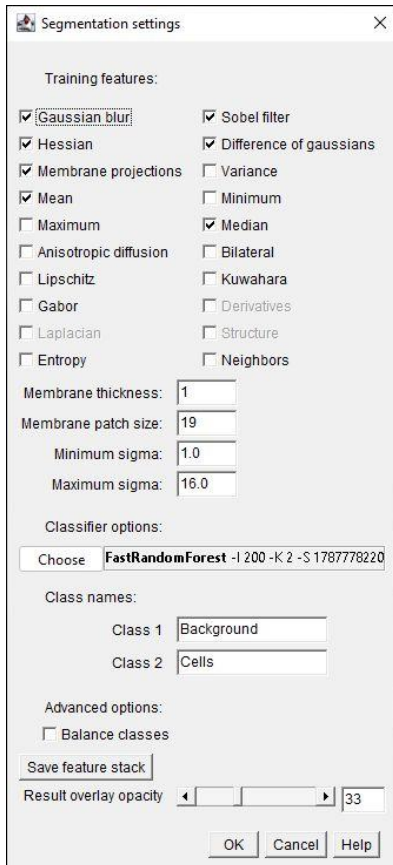 Segmentation settings
Training features:
Gaussian blur Sobel filter
Hessian Difference of gaussians
Membrane projections Variance
Mean Minimum
Maximum Median
Anisotropic diffusion Bilateral
Lipschitz Kuwahara
Gabor Derivatives
Laplacian Structure
Entropy Neighbors
Membrane thickness: 1
Membrane patch size: 19
Minimum sigma: 1.0
Maximum sigma: 16.0
Classifier options:
Choose FastRandomForest -I 200 -K 2 -S 1787778220
Class names:
Class 1 Background
Class 2 Cells
Advanced options:
Balance classes
Save feature stack
Result overlay opacity 33
OK Cancel Help